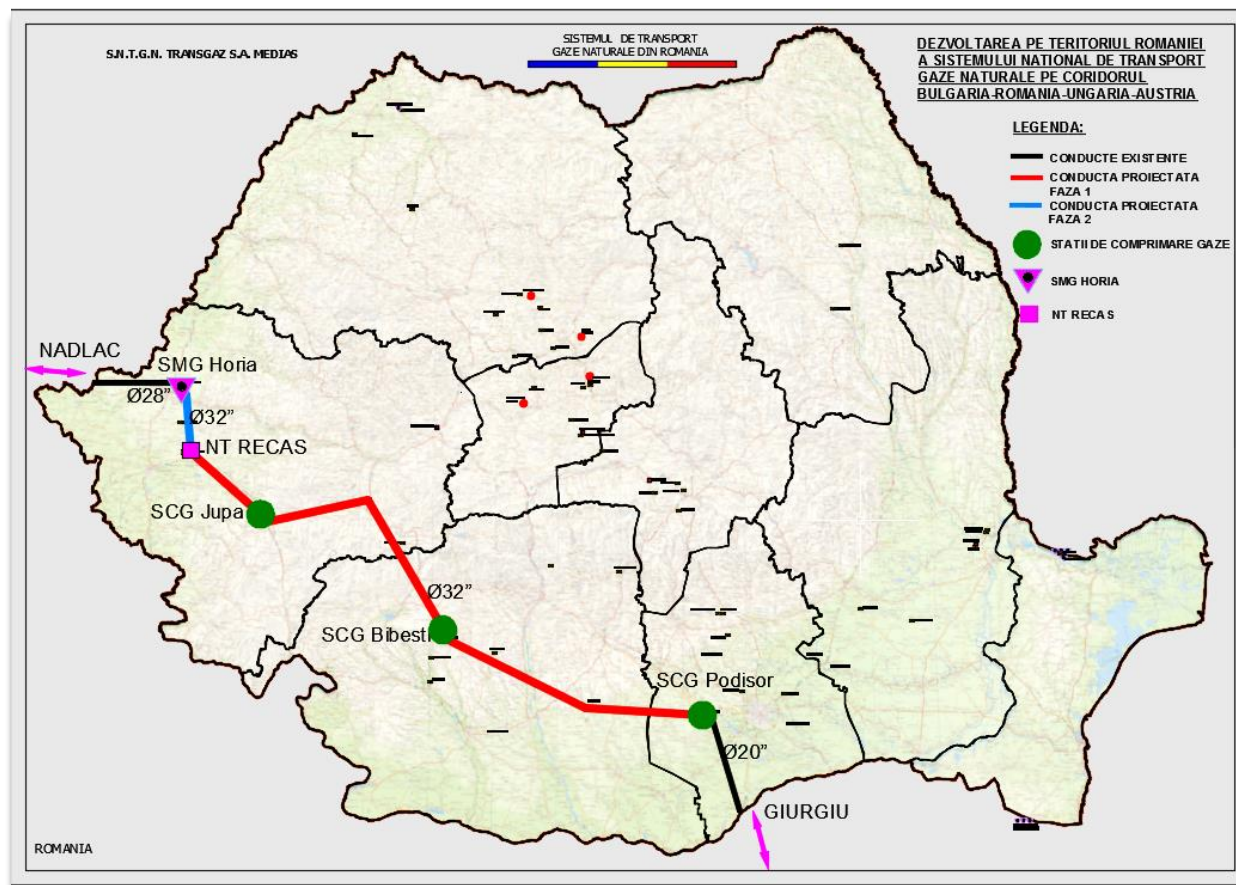 S.N.T.G.N. TRANSGAZ S.A. MEDIAS
SISTEMUL DE TRANSPORT
GAZE NATURALE DIN ROMANIA
DEZVOLTAREA PE TERITORIUL ROMANIEI
A SISTEMULUI NATIONAL DE TRANSPORT
GAZE NATURALE PE CORIDORUL
BULGARIA-ROMANIA-UNGARIA-AUSTRIA
LEGENDA:
CONDUCTE EXISTENTE
CONDUCTA PROIECTATA
FAZA 1
CONDUCTA PROIECTATA
FAZA 2
STATII DE COMPRIMARE GAZE
SMG HORIA
NT RECAS
NADLAC
SMG Horia
Ø28”
Ø32”
NT RECAS
SCG Jupa
Ø32”
SCG Bibesti
SCG Podisor
Ø20”
GIURGIU
ROMANIA